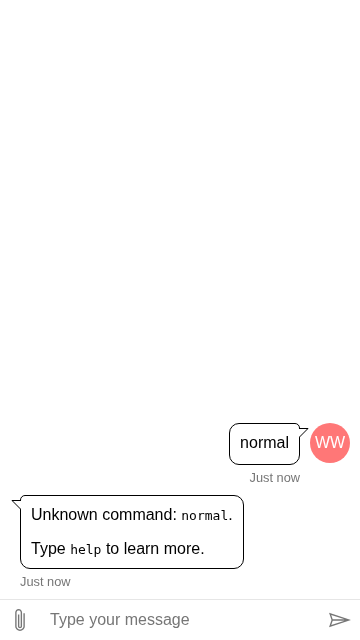 normal
WW
Just now
Unknown command: normal.
Type help to learn more.
Just now
Type your message